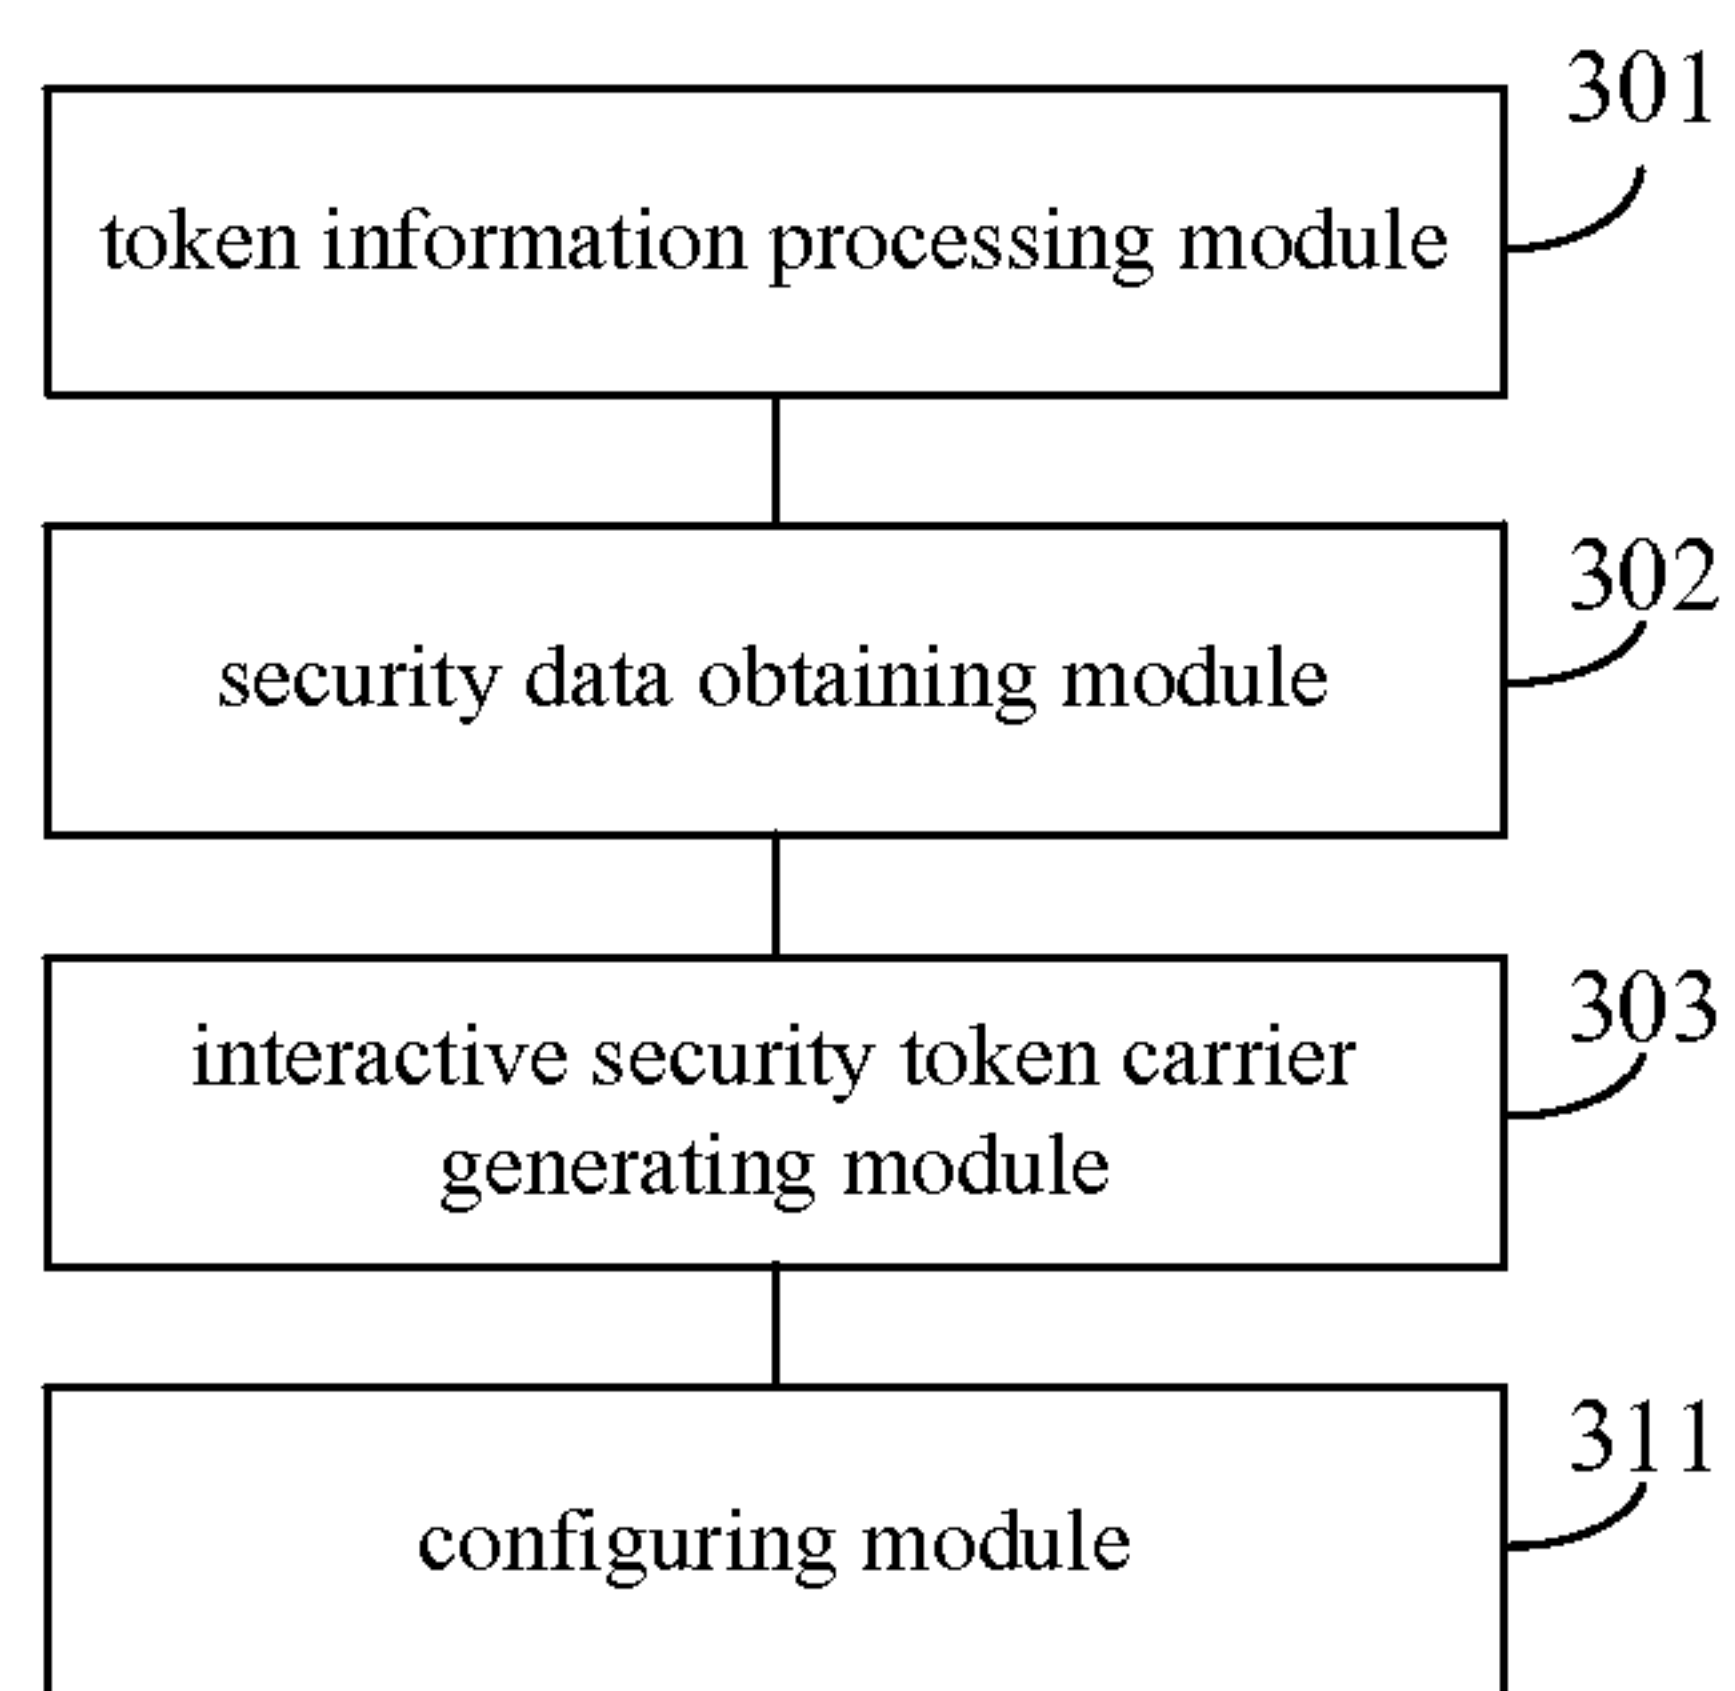 301
token information processing module
302
security data obtaining module
303
interactive security token carrier
generating module
311
configuring module